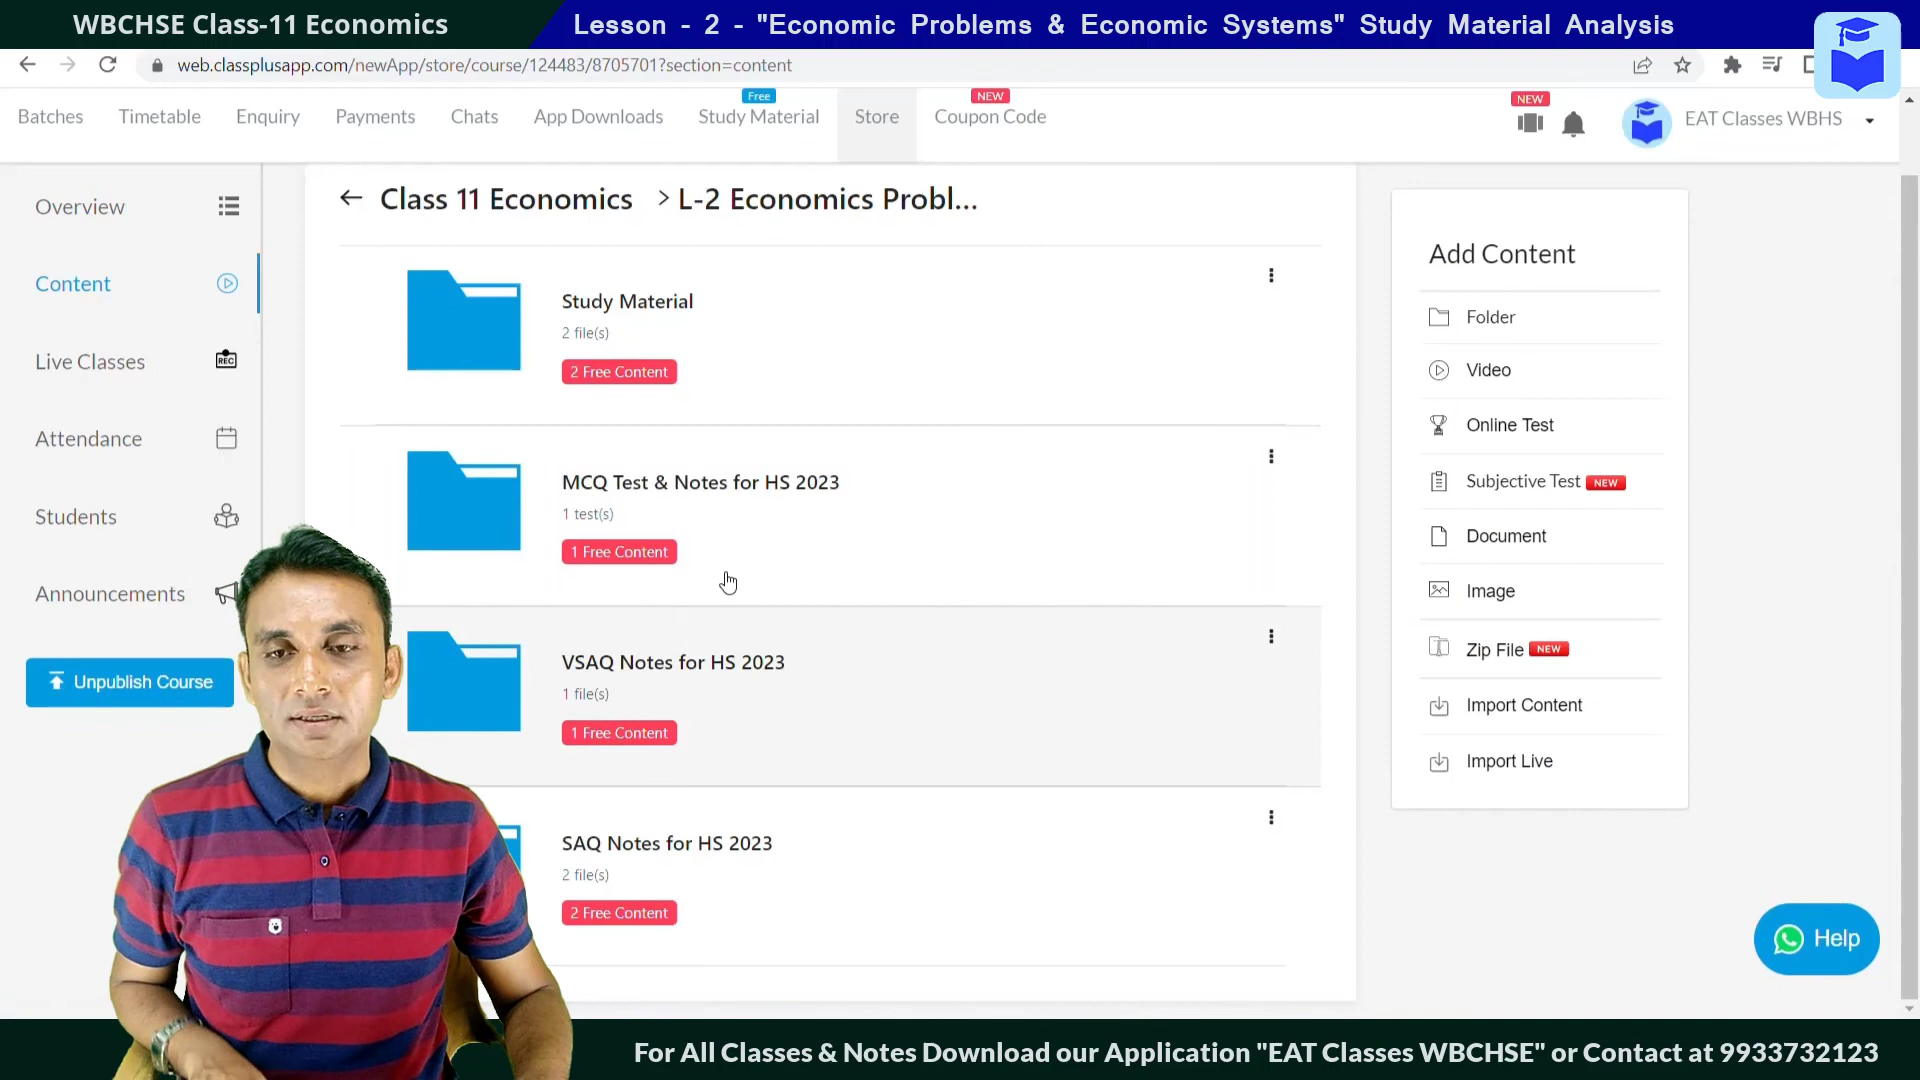 WBCHSE Class-11 Economics
Lesson - 2 - "Economic Problems & Economic Systems" Study Material Analysis
web.classplusapp.com/newApp/store/course/124483/8705701?section=content
Free
NEW
NEW
Batches Timetable Enquiry Payments Chats App Downloads Study Material Store Coupon Code
EAT Classes WBHS
Overview
Content
Live Classes
REC
Attendance
Students
Announcements
Unpublish Course
Class 11 Economics > L-2 Economics Probl...
Study Material
2 file(s)
2 Free Content
MCQ Test & Notes for HS 2023
1 test(s)
1 Free Content
VSAQ Notes for HS 2023
1 file(s)
1 Free Content
SAQ Notes for HS 2023
2 file(s)
2 Free Content
Add Content
Folder
Video
Online Test
Subjective Test NEW
Document
Image
Zip File NEW
Import Content
Import Live
Help
For All Classes & Notes Download our Application "EAT Classes WBCHSE" or Contact at 9933732123